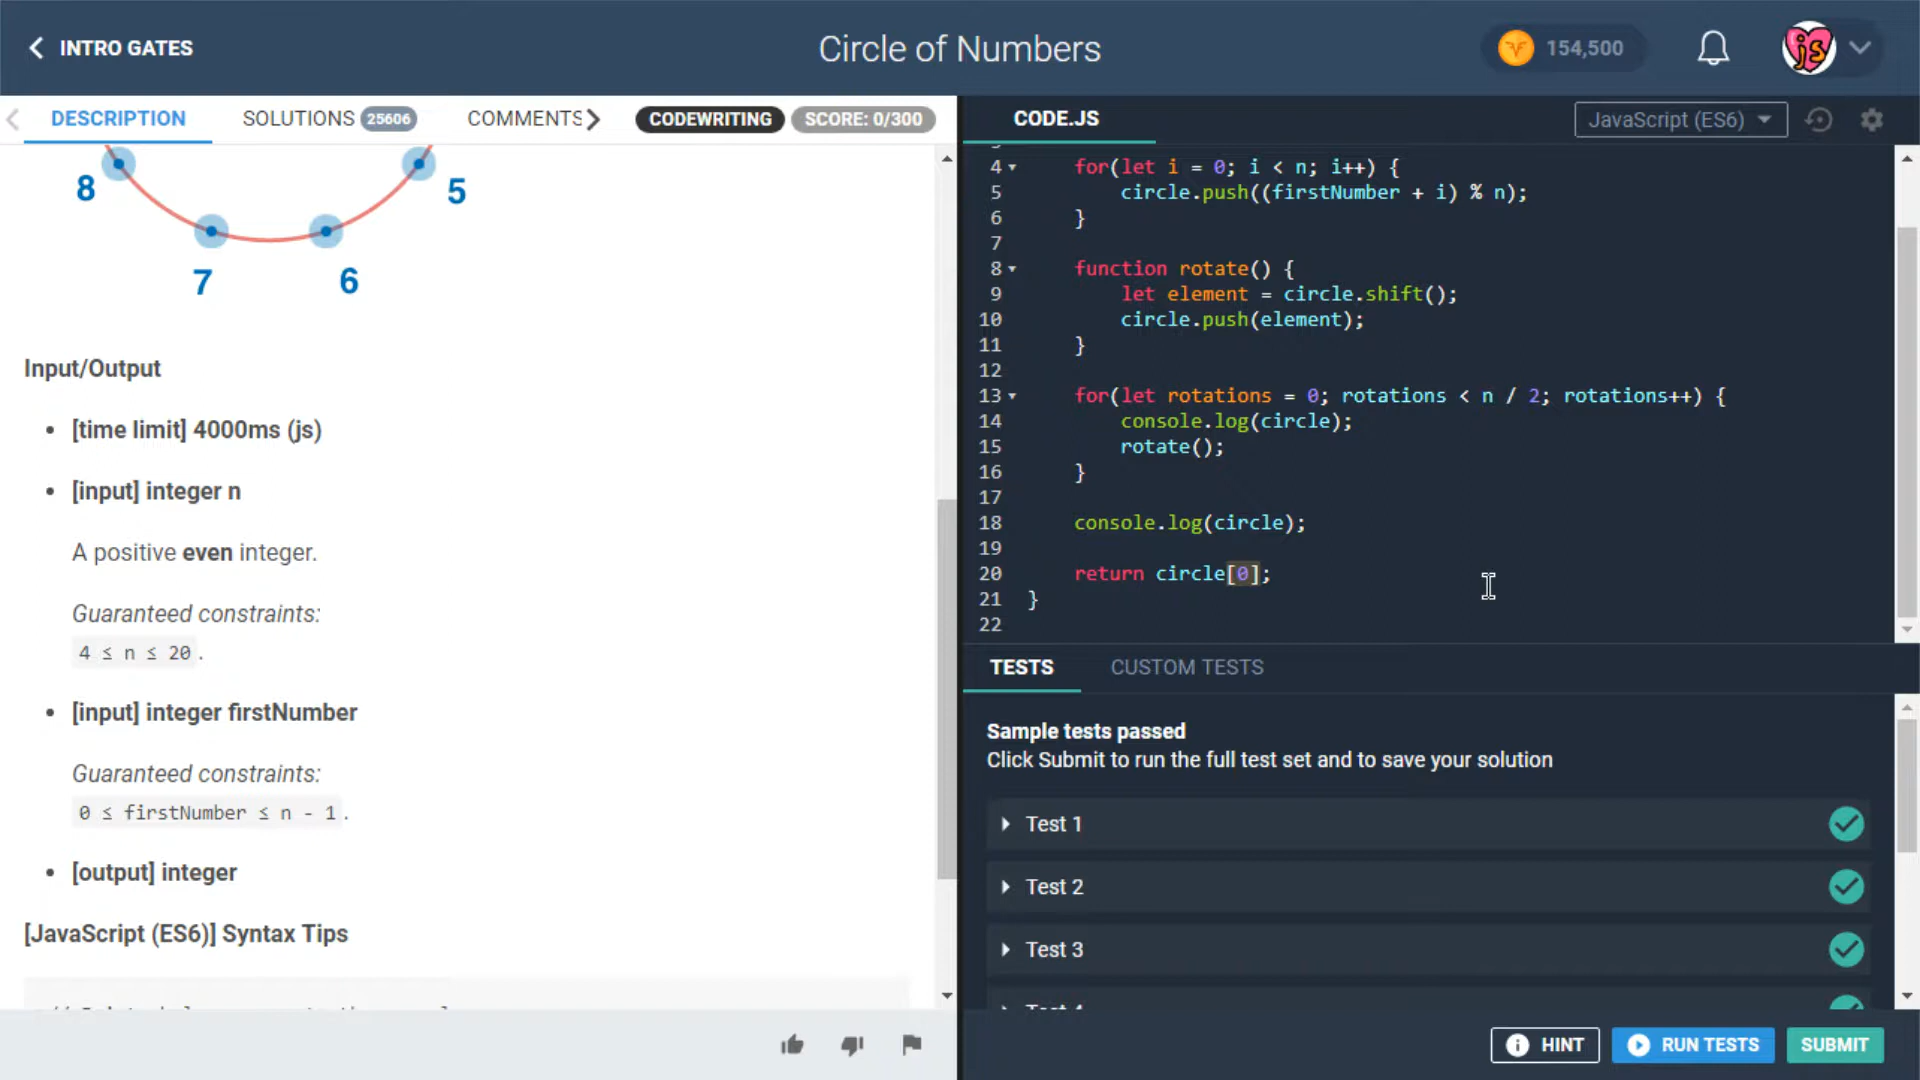 INTRO GATES
Circle of Numbers
154,500
js
DESCRIPTION
SOLUTIONS 25606
COMMENTS
CODEWRITING
SCORE: 0/300
8
5
7
6
Input/Output
• [time limit] 4000ms (js)
• [input] integer n
A positive even integer.
Guaranteed constraints:
4 ≤ n ≤ 20.
• [input] integer firstNumber
Guaranteed constraints:
0 ≤ firstNumber ≤ n - 1.
• [output] integer
[JavaScript (ES6)] Syntax Tips
CODE.JS
JavaScript (ES6)
4 for(let i = 0; i < n; i++) {
5 circle.push((firstNumber + i) % n);
6 }
7
8 function rotate() {
9 let element = circle.shift();
10 circle.push(element);
11 }
12
13 for(let rotations = 0; rotations < n / 2; rotations++) {
14 console.log(circle);
15 rotate();
16 }
17
18 console.log(circle);
19
20 return circle[0];
21 }
22
TESTS
CUSTOM TESTS
Sample tests passed
Click Submit to run the full test set and to save your solution
Test 1
Test 2
Test 3
HINT
RUN TESTS
SUBMIT